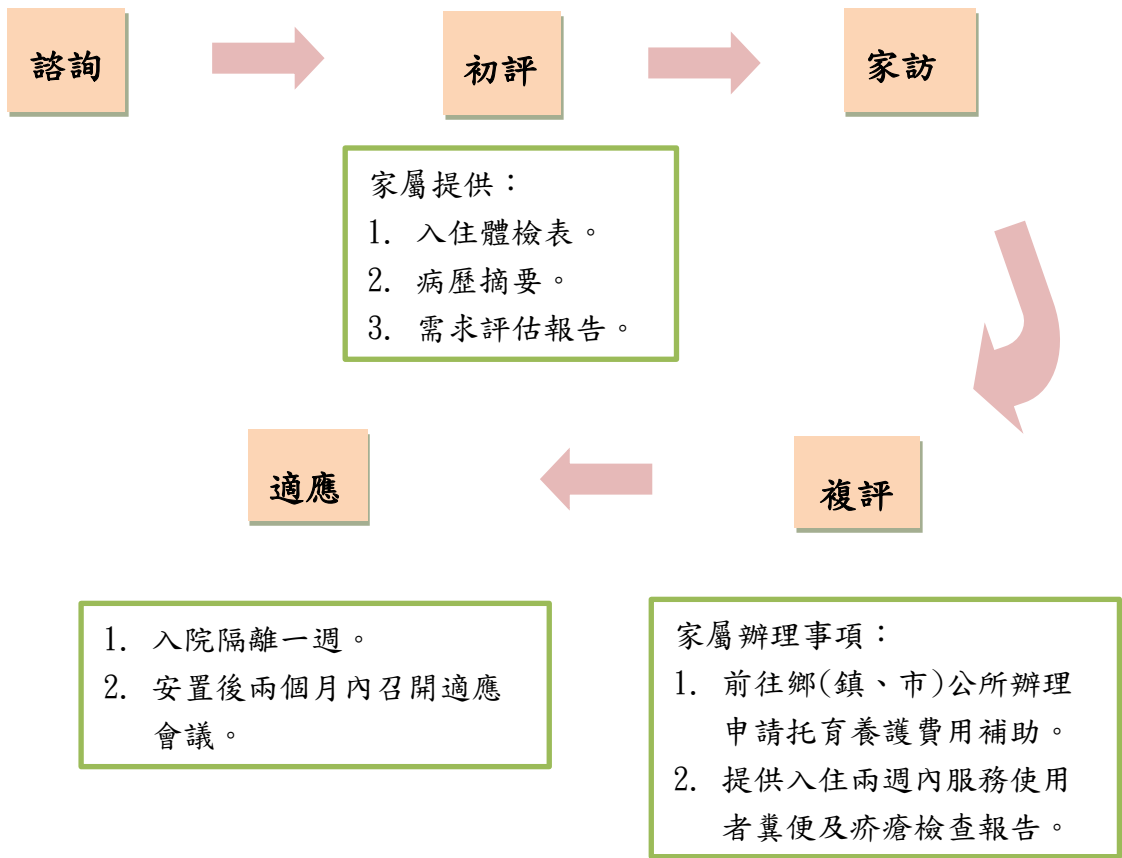 諮詢
初評
家訪
家屬提供：
1. 入住體檢表。
2. 病歷摘要。
3. 需求評估報告。
複評
家屬辦理事項：
1. 前往鄉(鎮、市)公所辦理
申請托育養護費用補助。
2. 提供入住兩週內服務使用
者糞便及疥瘡檢查報告。
適應
1. 入院隔離一週。
2. 安置後兩個月內召開適應
會議。